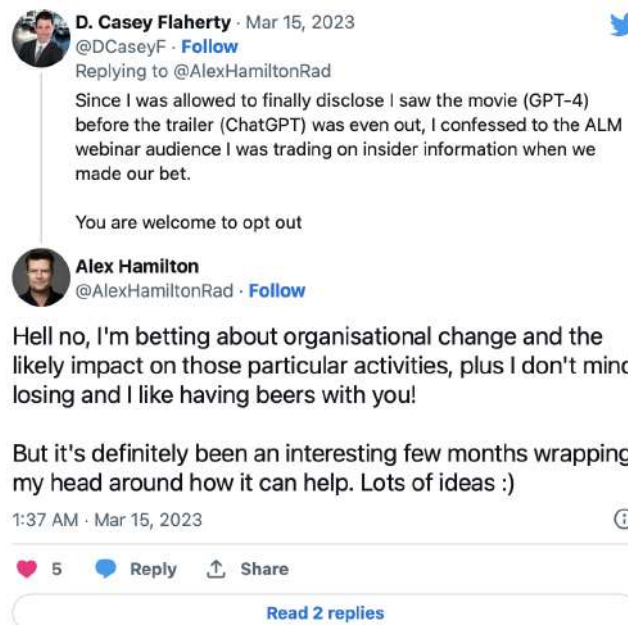 D. Casey Flaherty · Mar 15, 2023
@DCaseyF · Follow
Replying to @AlexHamiltonRad
Since I was allowed to finally disclose I saw the movie (GPT-4)
before the trailer (ChatGPT) was even out, I confessed to the ALM
webinar audience I was trading on insider information when we
made our bet.
You are welcome to opt out
Alex Hamilton
@AlexHamiltonRad · Follow
Hell no, I'm betting about organisational change and the
likely impact on those particular activities, plus I don't mind
losing and I like having beers with you!
But it's definitely been an interesting few months wrapping
my head around how it can help. Lots of ideas :)
1:37 AM · Mar 15, 2023
5 Reply Share
Read 2 replies